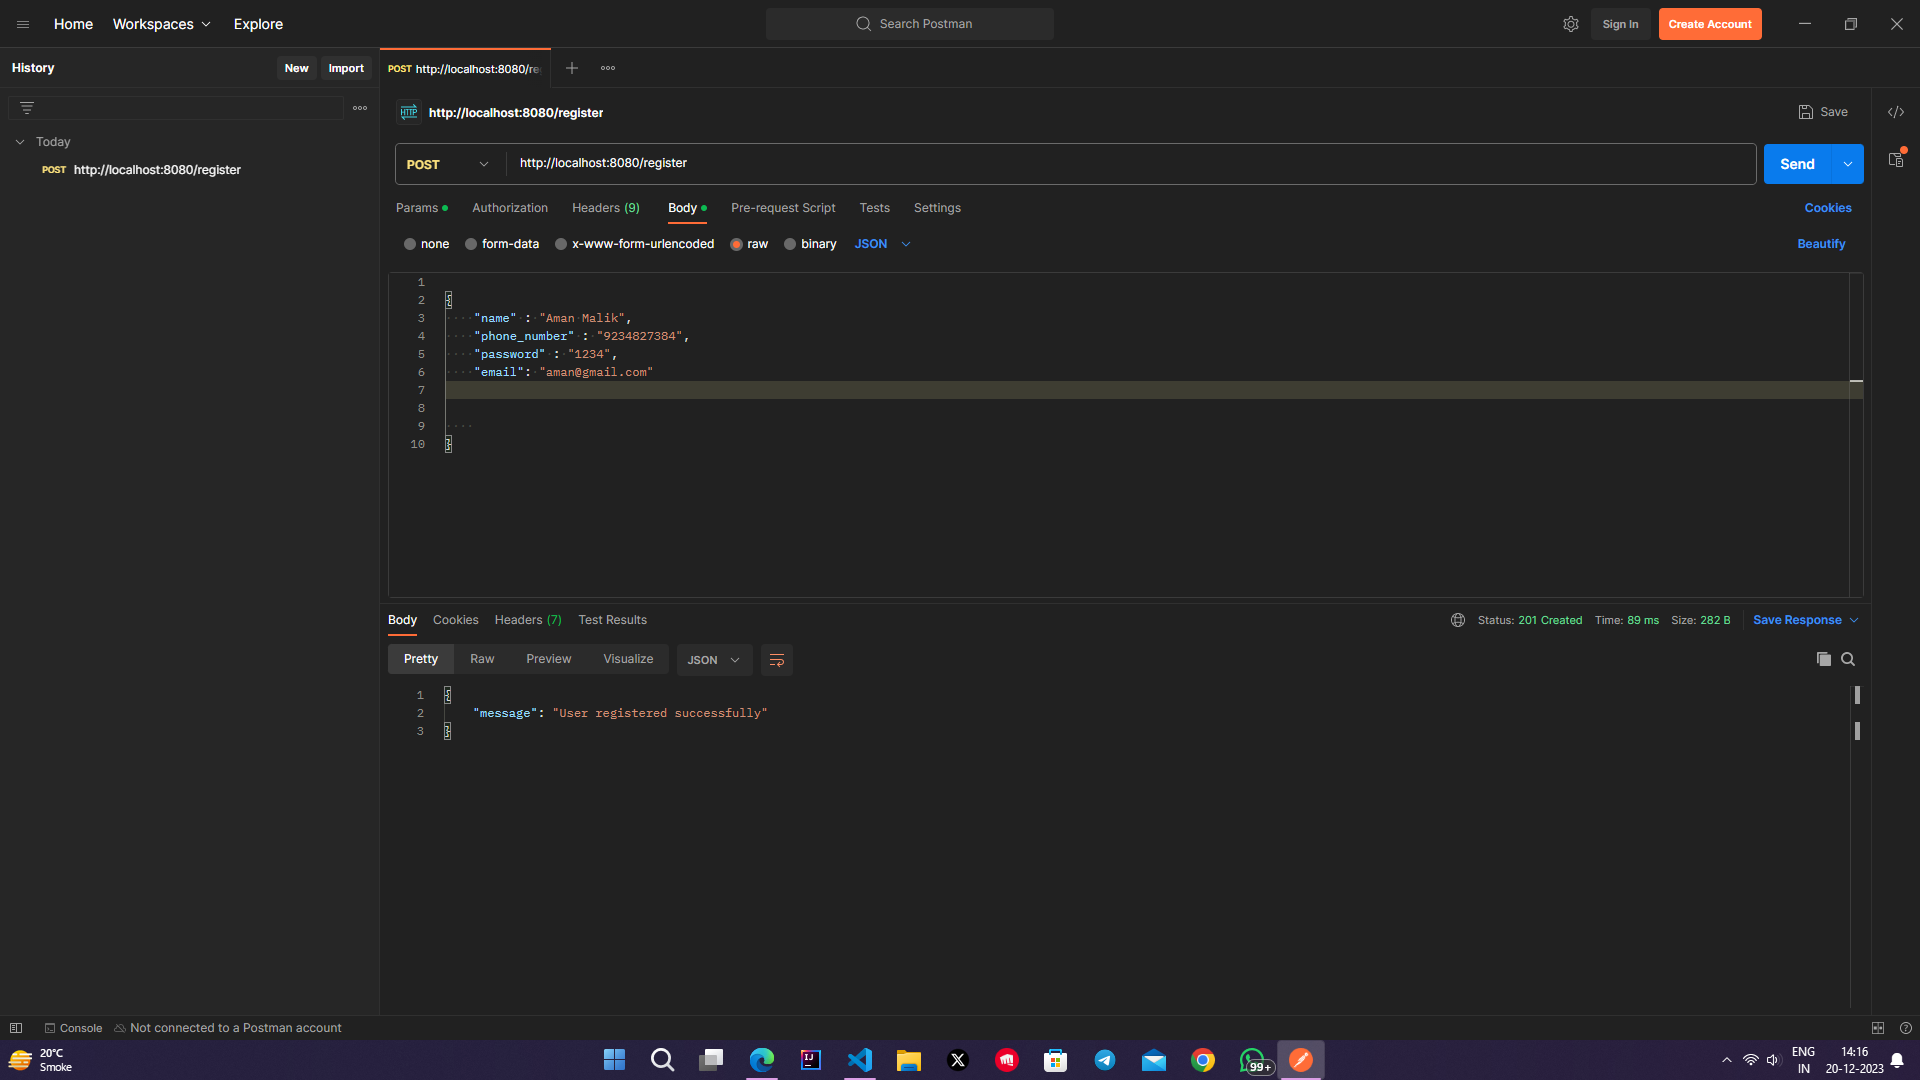 Home Workspaces Explore Search Postman Sign In Create Account
History New Import POST http://localhost:8080/re
HTTP http://localhost:8080/register Save
Today
POST http://localhost:8080/register
POST http://localhost:8080/register Send
Params Authorization Headers (9) Body Pre-request Script Tests Settings Cookies
none form-data x-www-form-urlencoded raw binary JSON Beautify
1
2 {
3 "name" : "Aman Malik",
4 "phone_number" : "9234827384",
5 "password" : "1234",
6 "email": "aman@gmail.com"
7
8
9
10 }
Body Cookies Headers (7) Test Results Status: 201 Created Time: 89 ms Size: 282 B Save Response
Pretty Raw Preview Visualize JSON
1 {
2 "message": "User registered successfully"
3 }
Console Not connected to a Postman account
20°C
Smoke
IJ
99+
ENG
IN
14:16
20-12-2023